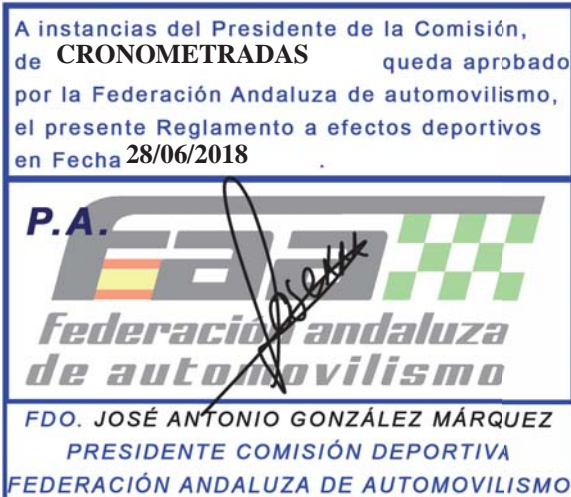 A instancias del Presidente de la Comisión,
de CRONOMETRADAS queda aprobado
por la Federación Andaluza de automovilismo,
el presente Reglamento a efectos deportivos
en Fecha 28/06/2018 .
P.A.
faa
Federación andaluza
de automovilismo
FDO. JOSÉ ANTONIO GONZÁLEZ MÁRQUEZ
PRESIDENTE COMISIÓN DEPORTIVA
FEDERACIÓN ANDALUZA DE AUTOMOVILISMO